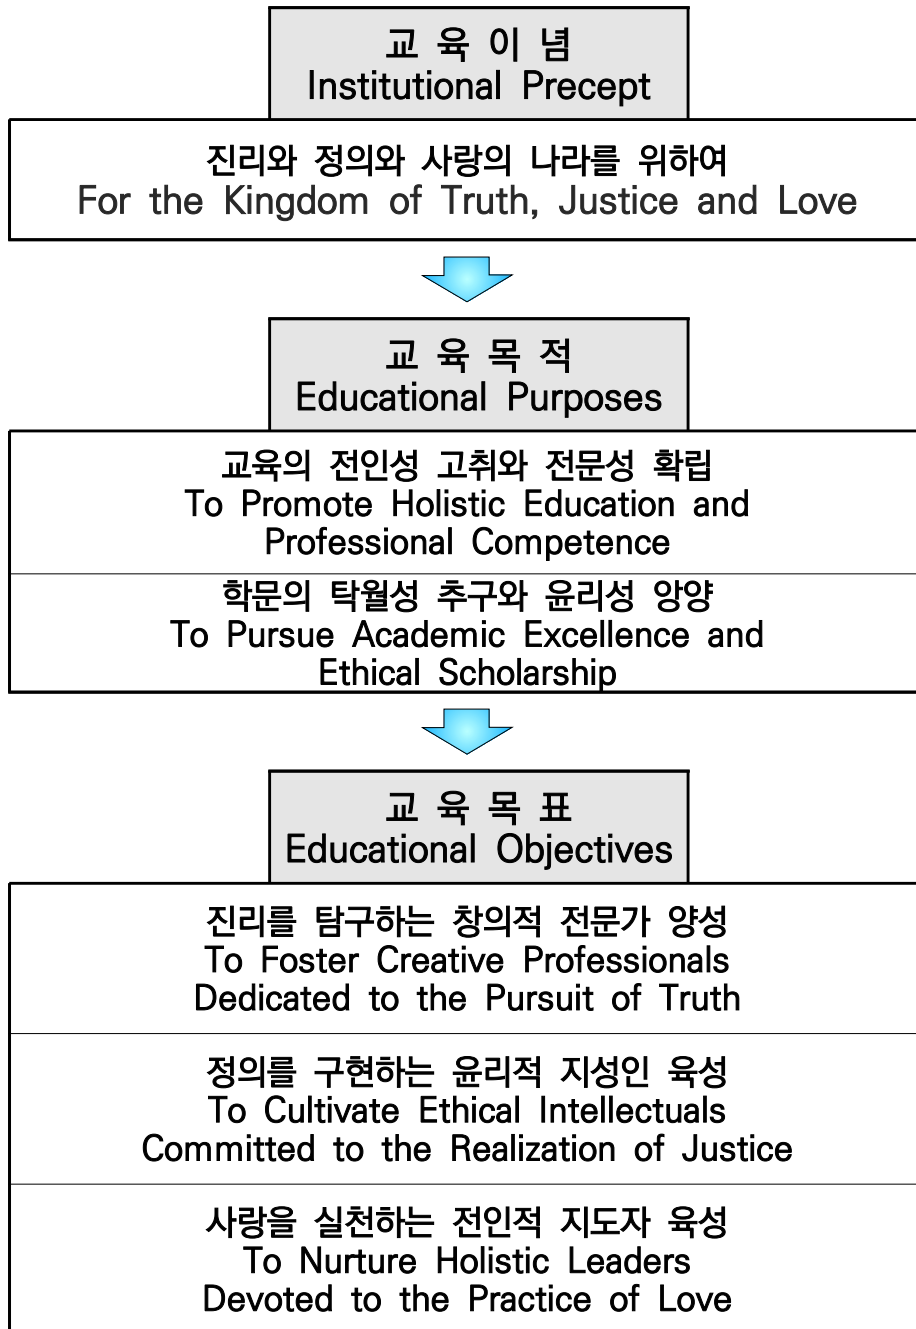 교 육 이 념
Institutional Precept
진리와 정의와 사랑의 나라를 위하여
For the Kingdom of Truth, Justice and Love
교 육 목 적
Educational Purposes
교육의 전인성 고취와 전문성 확립
To Promote Holistic Education and
Professional Competence
학문의 탁월성 추구와 윤리성 앙양
To Pursue Academic Excellence and
Ethical Scholarship
교 육 목 표
Educational Objectives
진리를 탐구하는 창의적 전문가 양성
To Foster Creative Professionals
Dedicated to the Pursuit of Truth
정의를 구현하는 윤리적 지성인 육성
To Cultivate Ethical Intellectuals
Committed to the Realization of Justice
사랑을 실천하는 전인적 지도자 육성
To Nurture Holistic Leaders
Devoted to the Practice of Love